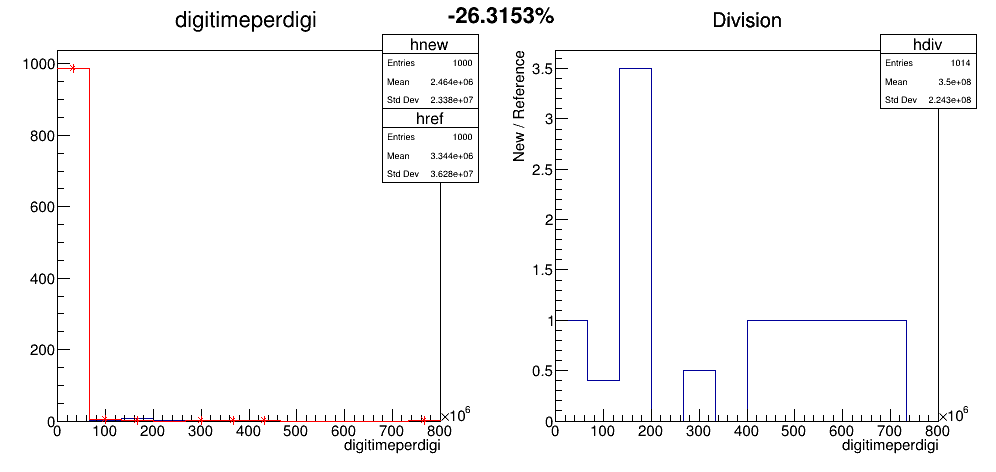 -26.3153%
digitimeperdigi
hnew
Entries 1000
Mean 2.464e+06
Std Dev 2.338e+07
href
Entries 1000
Mean 3.344e+06
Std Dev 3.628e+07
1000
800
600
400
200
0
0 100 200 300 400 500 600 700 800
×10⁶
digitimeperdigi
Division
hdiv
Entries 1014
Mean 3.5e+08
Std Dev 2.243e+08
New / Reference
3.5
3
2.5
2
1.5
1
0.5
0
0 100 200 300 400 500 600 700 800
×10⁶
digitimeperdigi